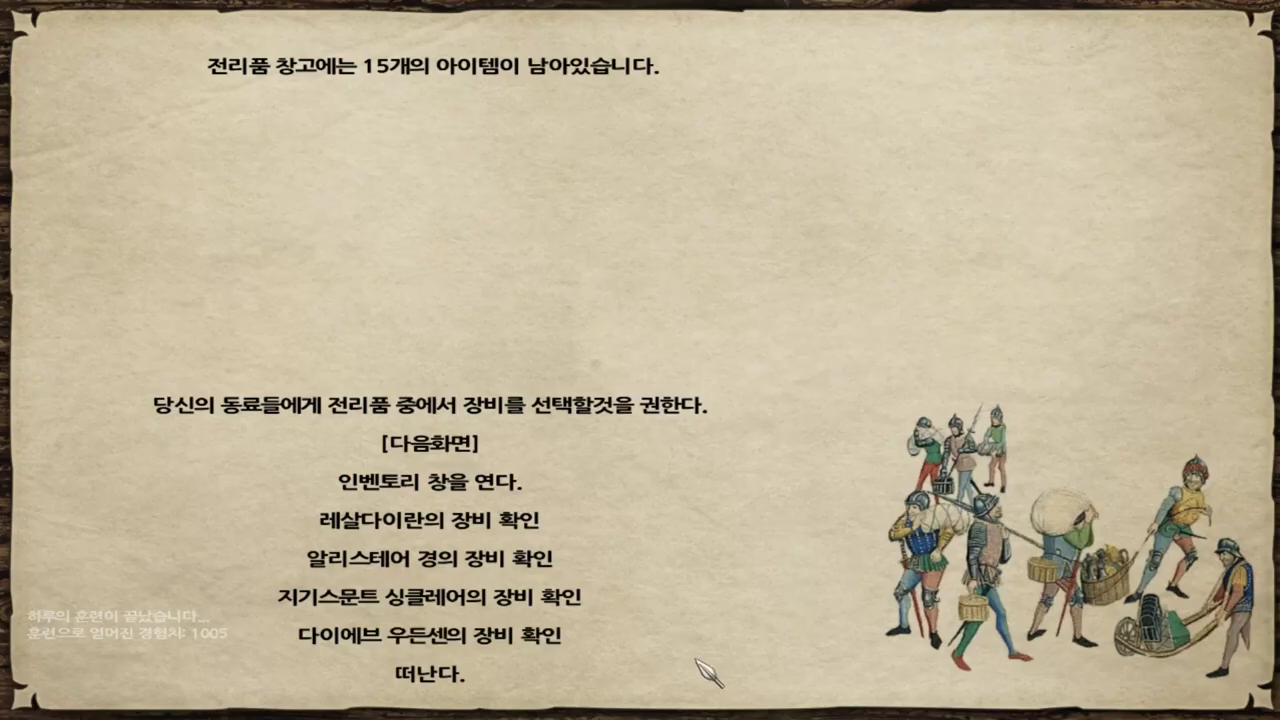 전리품 창고에는 15개의 아이템이 남아있습니다.
당신의 동료들에게 전리품 중에서 장비를 선택할것을 권한다.
[다음화면]
인벤토리 창을 연다.
레살다이란의 장비 확인
알리스테어 경의 장비 확인
지기스문트 싱클레어의 장비 확인
다이에브 우든센의 장비 확인
떠난다.
하루의 훈련이 끝났습니다...
훈련으로 얻어진 경험치: 1005